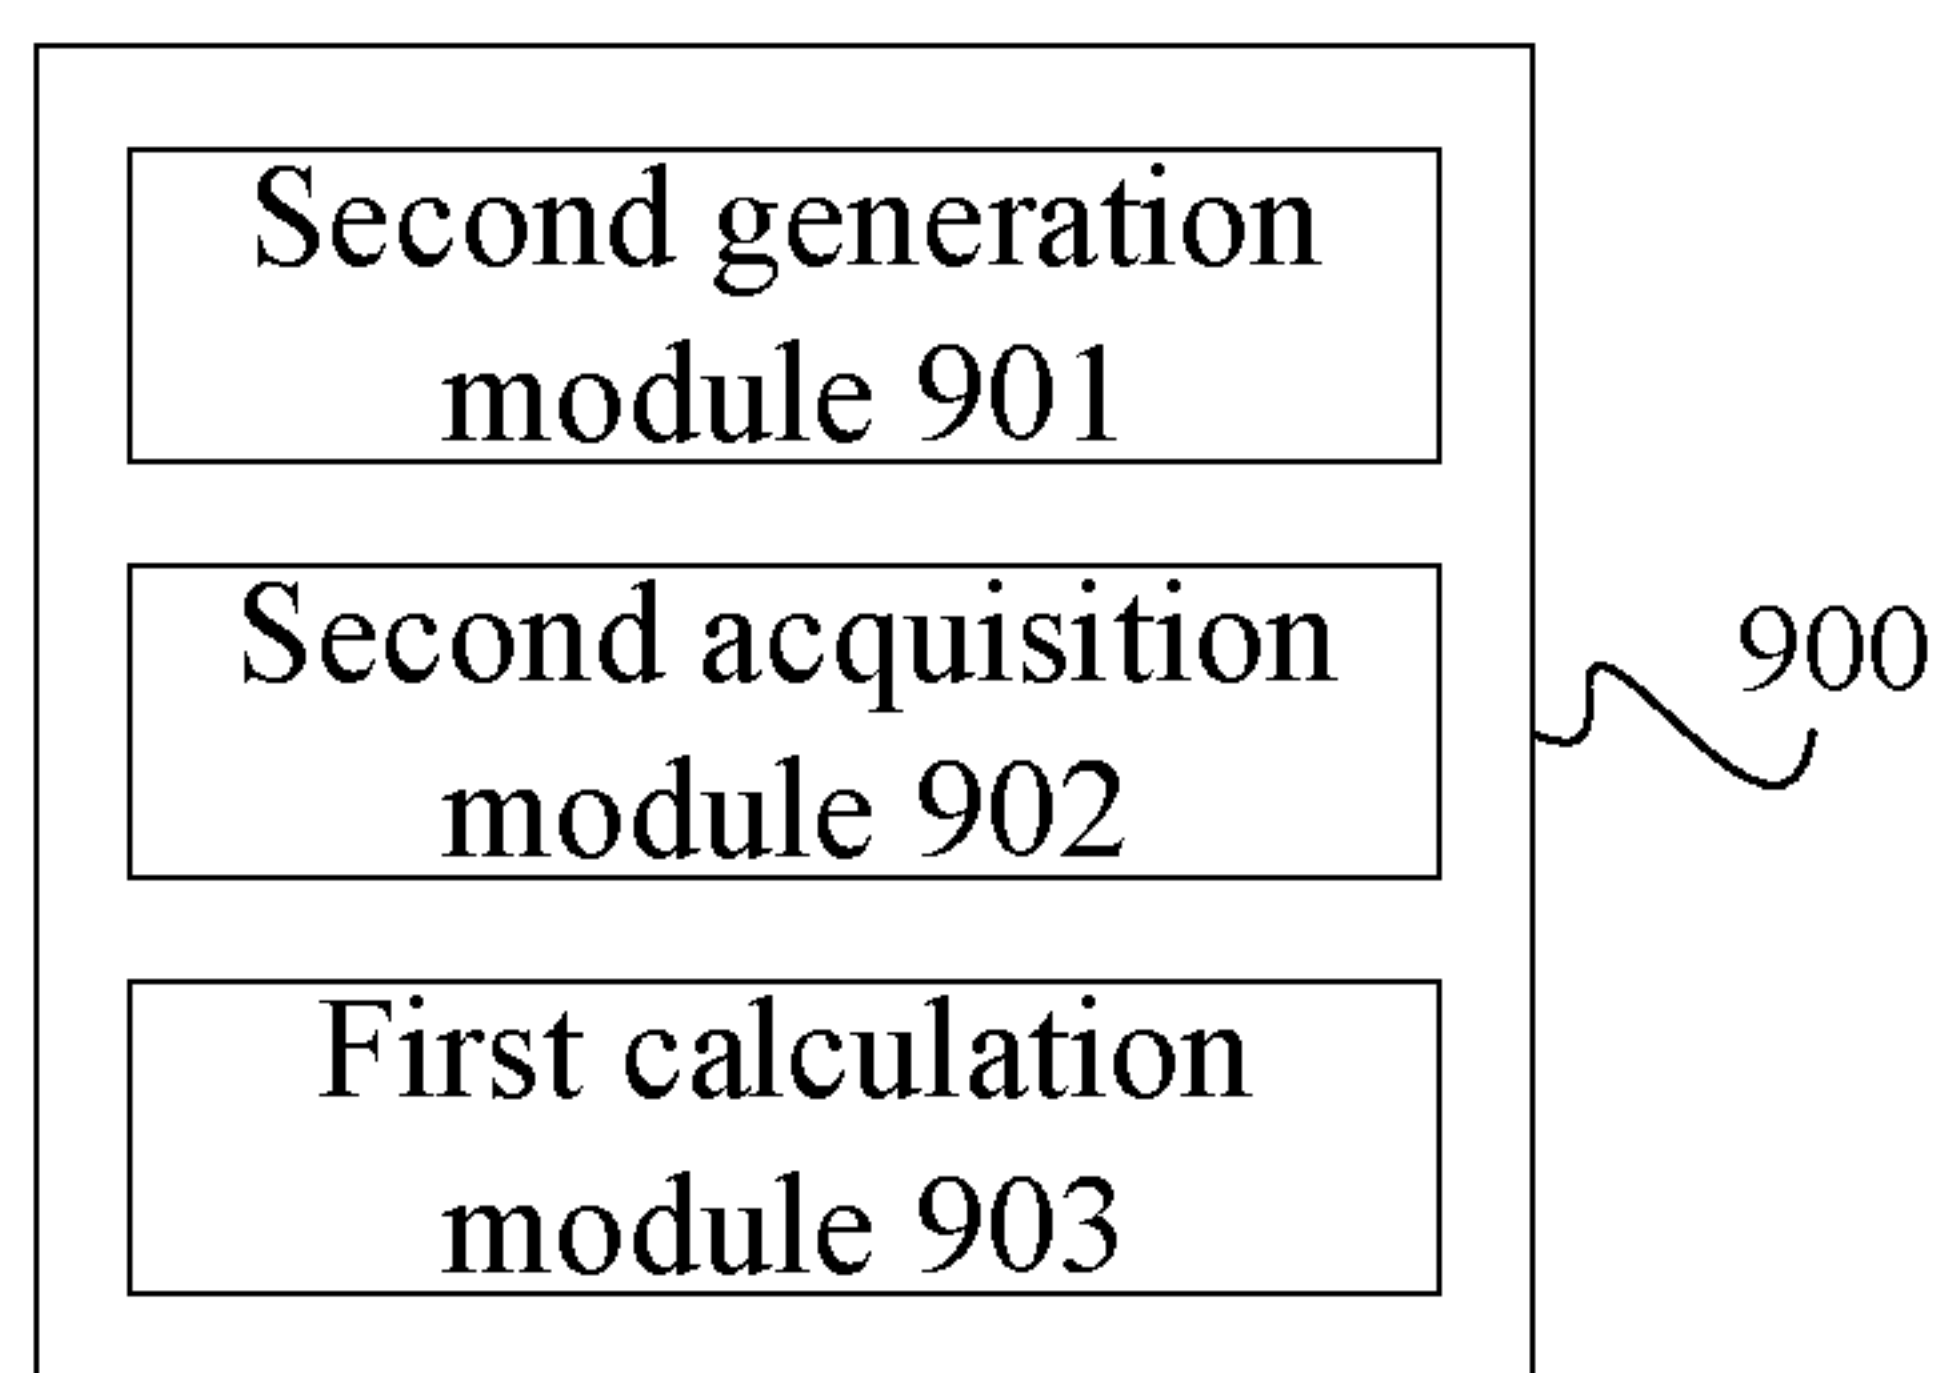 Second generation
module 901
Second acquisition
module 902
900
First calculation
module 903